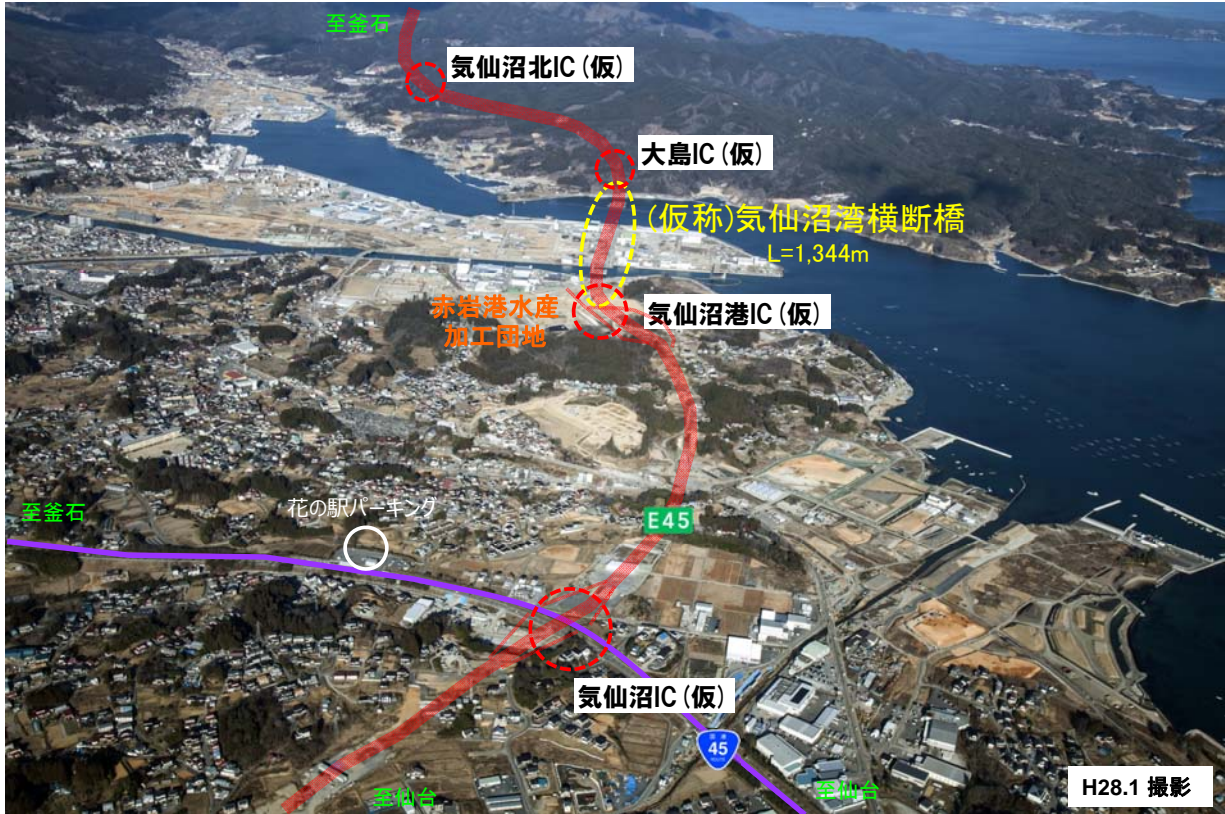 至釜石
気仙沼北IC（仮）
大島IC（仮）
(仮称)気仙沼湾横断橋
L=1,344m
赤岩港水産
加工団地
気仙沼港IC（仮）
至釜石
花の駅パーキング
E45
気仙沼IC（仮）
国道
45
ROUTE
至仙台
至仙台
H28.1 撮影